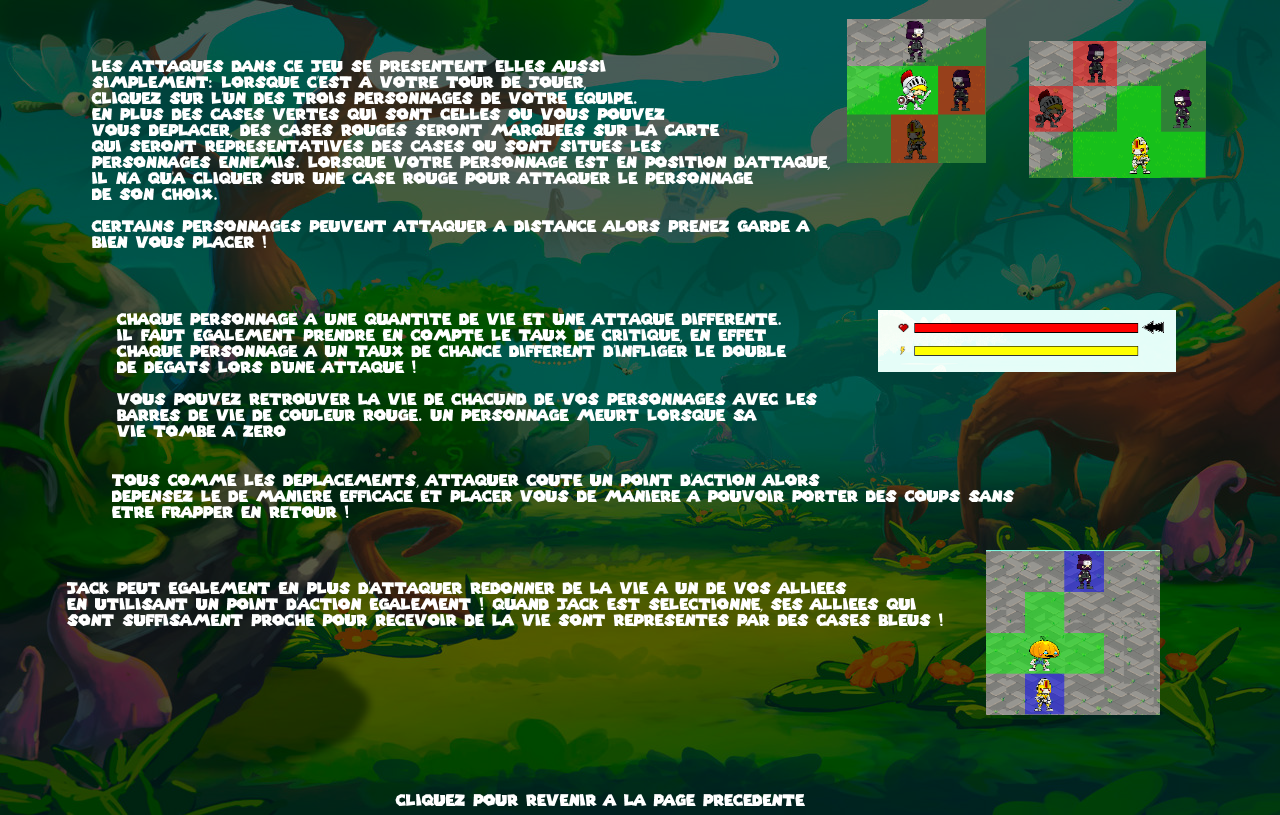 LES ATTAQUES DANS CE JEU SE PRESENTENT ELLES AUSSI
SIMPLEMENT: LORSQUE C'EST A VOTRE TOUR DE JOUER,
CLIQUEZ SUR L'UN DES TROIS PERSONNAGES DE VOTRE EQUIPE.
EN PLUS DES CASES VERTES QUI SONT CELLES OU VOUS POUVEZ
VOUS DEPLACER, DES CASES ROUGES SERONT MARQUEES SUR LA CARTE
QUI SERONT REPRESENTATIVES DES CASES OU SONT SITUES LES
PERSONNAGES ENNEMIS. LORSQUE VOTRE PERSONNAGE EST EN POSITION D'ATTAQUE,
IL N'A QU'A CLIQUER SUR UNE CASE ROUGE POUR ATTAQUER LE PERSONNAGE
DE SON CHOIX.
CERTAINS PERSONNAGES PEUVENT ATTAQUER A DISTANCE ALORS PRENEZ GARDE A
BIEN VOUS PLACER !
CHAQUE PERSONNAGE A UNE QUANTITE DE VIE ET UNE ATTAQUE DIFFERENTE.
IL FAUT EGALEMENT PRENDRE EN COMPTE LE TAUX DE CRITIQUE, EN EFFET
CHAQUE PERSONNAGE A UN TAUX DE CHANCE DIFFERENT D'INFLIGER LE DOUBLE
DE DEGATS LORS D'UNE ATTAQUE !
VOUS POUVEZ RETROUVER LA VIE DE CHACUND DE VOS PERSONNAGES AVEC LES
BARRES DE VIE DE COULEUR ROUGE. UN PERSONNAGE MEURT LORSQUE SA
VIE TOMBE A ZERO
TOUS COMME LES DEPLACEMENTS, ATTAQUER COUTE UN POINT D'ACTION ALORS
DEPENSEZ LE DE MANIERE EFFICACE ET PLACER VOUS DE MANIERE A POUVOIR PORTER DES COUPS SANS
ETRE FRAPPER EN RETOUR !
JACK PEUT EGALEMENT EN PLUS D'ATTAQUER REDONNER DE LA VIE A UN DE VOS ALLIEES
EN UTILISANT UN POINT D'ACTION EGALEMENT ! QUAND JACK EST SELECTIONNE, SES ALLIEES QUI
SONT SUFFISAMENT PROCHE POUR RECEVOIR DE LA VIE SONT REPRESENTES PAR DES CASES BLEUS !
CLIQUEZ POUR REVENIR A LA PAGE PRECEDENTE